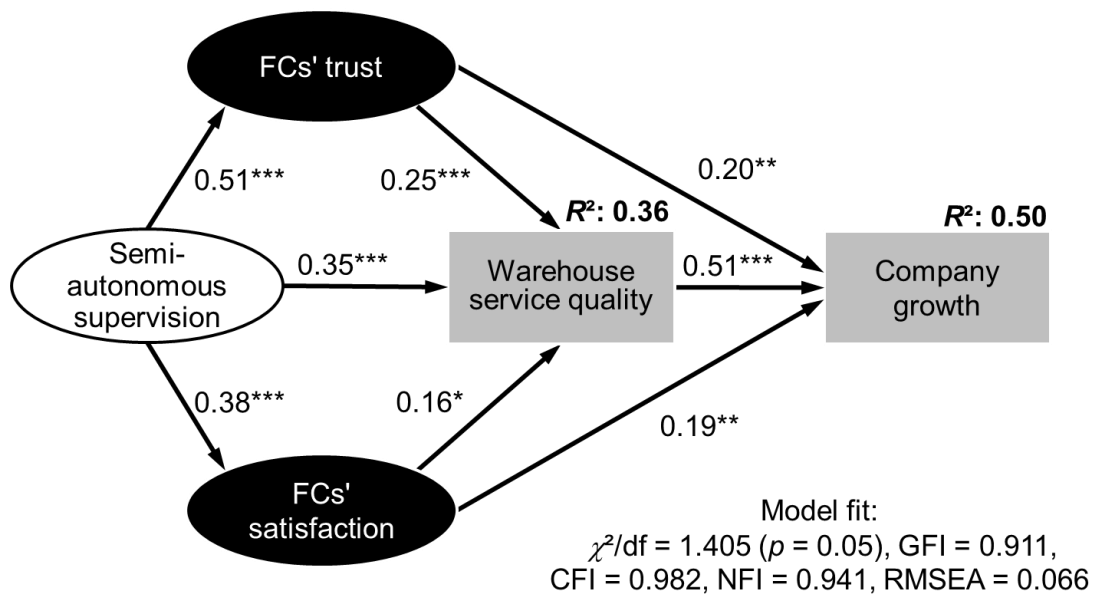 FCs' trust
0.51***
0.25***
0.20**
R²: 0.36
R²: 0.50
Semi-
autonomous
supervision
0.35***
Warehouse
service quality
0.51***
Company
growth
0.38***
0.16*
0.19**
FCs'
satisfaction
Model fit:
χ²/df = 1.405 (p = 0.05), GFI = 0.911,
CFI = 0.982, NFI = 0.941, RMSEA = 0.066